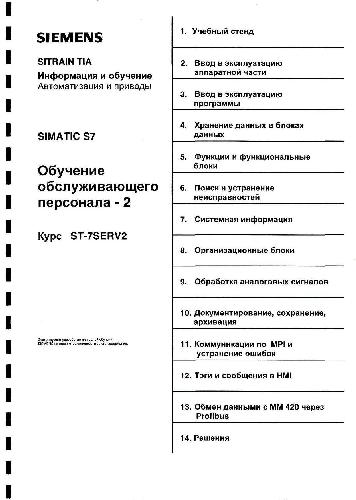 SIEMENS
SITRAIN TIA
Информация и обучение
Автоматизация и приводы
SIMATIC S7
Обучение
обслуживающего
персонала - 2
Курс ST-7SERV2
1. Учебный стенд
2. Ввод в эксплуатацию
аппаратной части
3. Ввод в эксплуатацию
программы
4. Хранение данных в блоках
данных
5. Функции и функциональные
блоки
6. Поиск и устранение
неисправностей
7. Системная информация
8. Организационные блоки
9. Обработка аналоговых сигналов
10. Документирование, сохранение,
архивация
11. Коммуникации по MPI и
устранение ошибок
12. Тэги и сообщения в HMI
13. Обмен данными с MM 420 через
Profibus
14. Решения